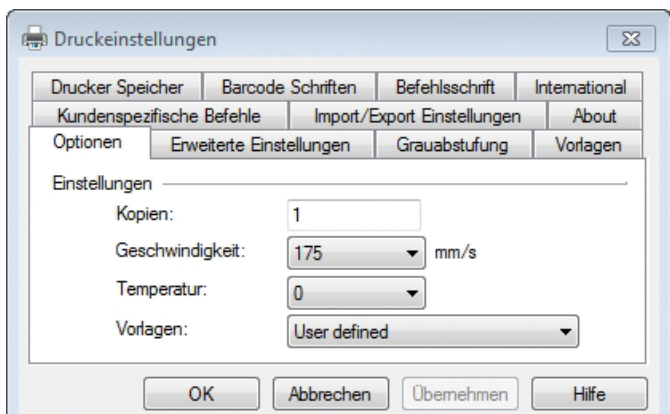 Druckeinstellungen
Drucker Speicher Barcode Schriften Befehlsschrift International
Kundenspezifische Befehle Import/Export Einstellungen About
Optionen Erweiterte Einstellungen Grauabstufung Vorlagen
Einstellungen
Kopien: 1
Geschwindigkeit: 175 mm/s
Temperatur: 0
Vorlagen: User defined
OK Abbrechen Übernehmen Hilfe